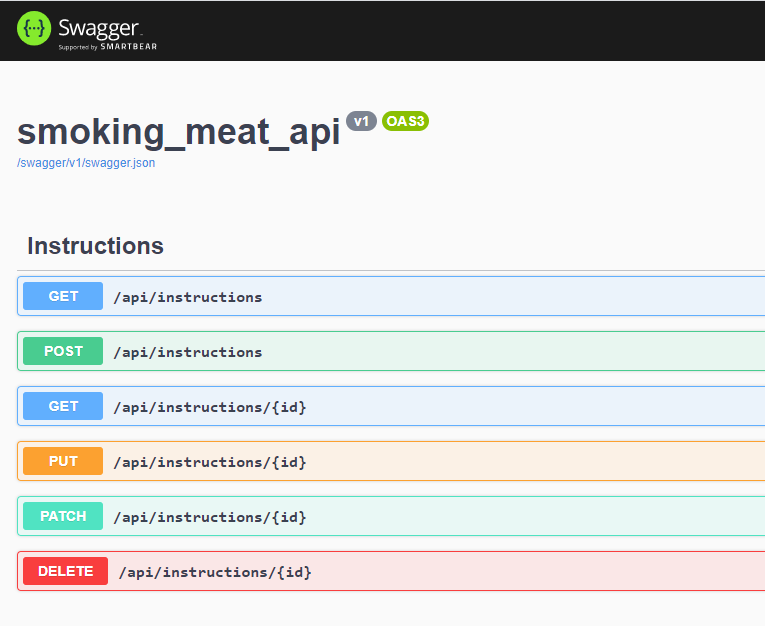 {···} Swagger
Supported by SMARTBEAR
smoking_meat_api v1 OAS3
/swagger/v1/swagger.json
Instructions
GET /api/instructions
POST /api/instructions
GET /api/instructions/{id}
PUT /api/instructions/{id}
PATCH /api/instructions/{id}
DELETE /api/instructions/{id}